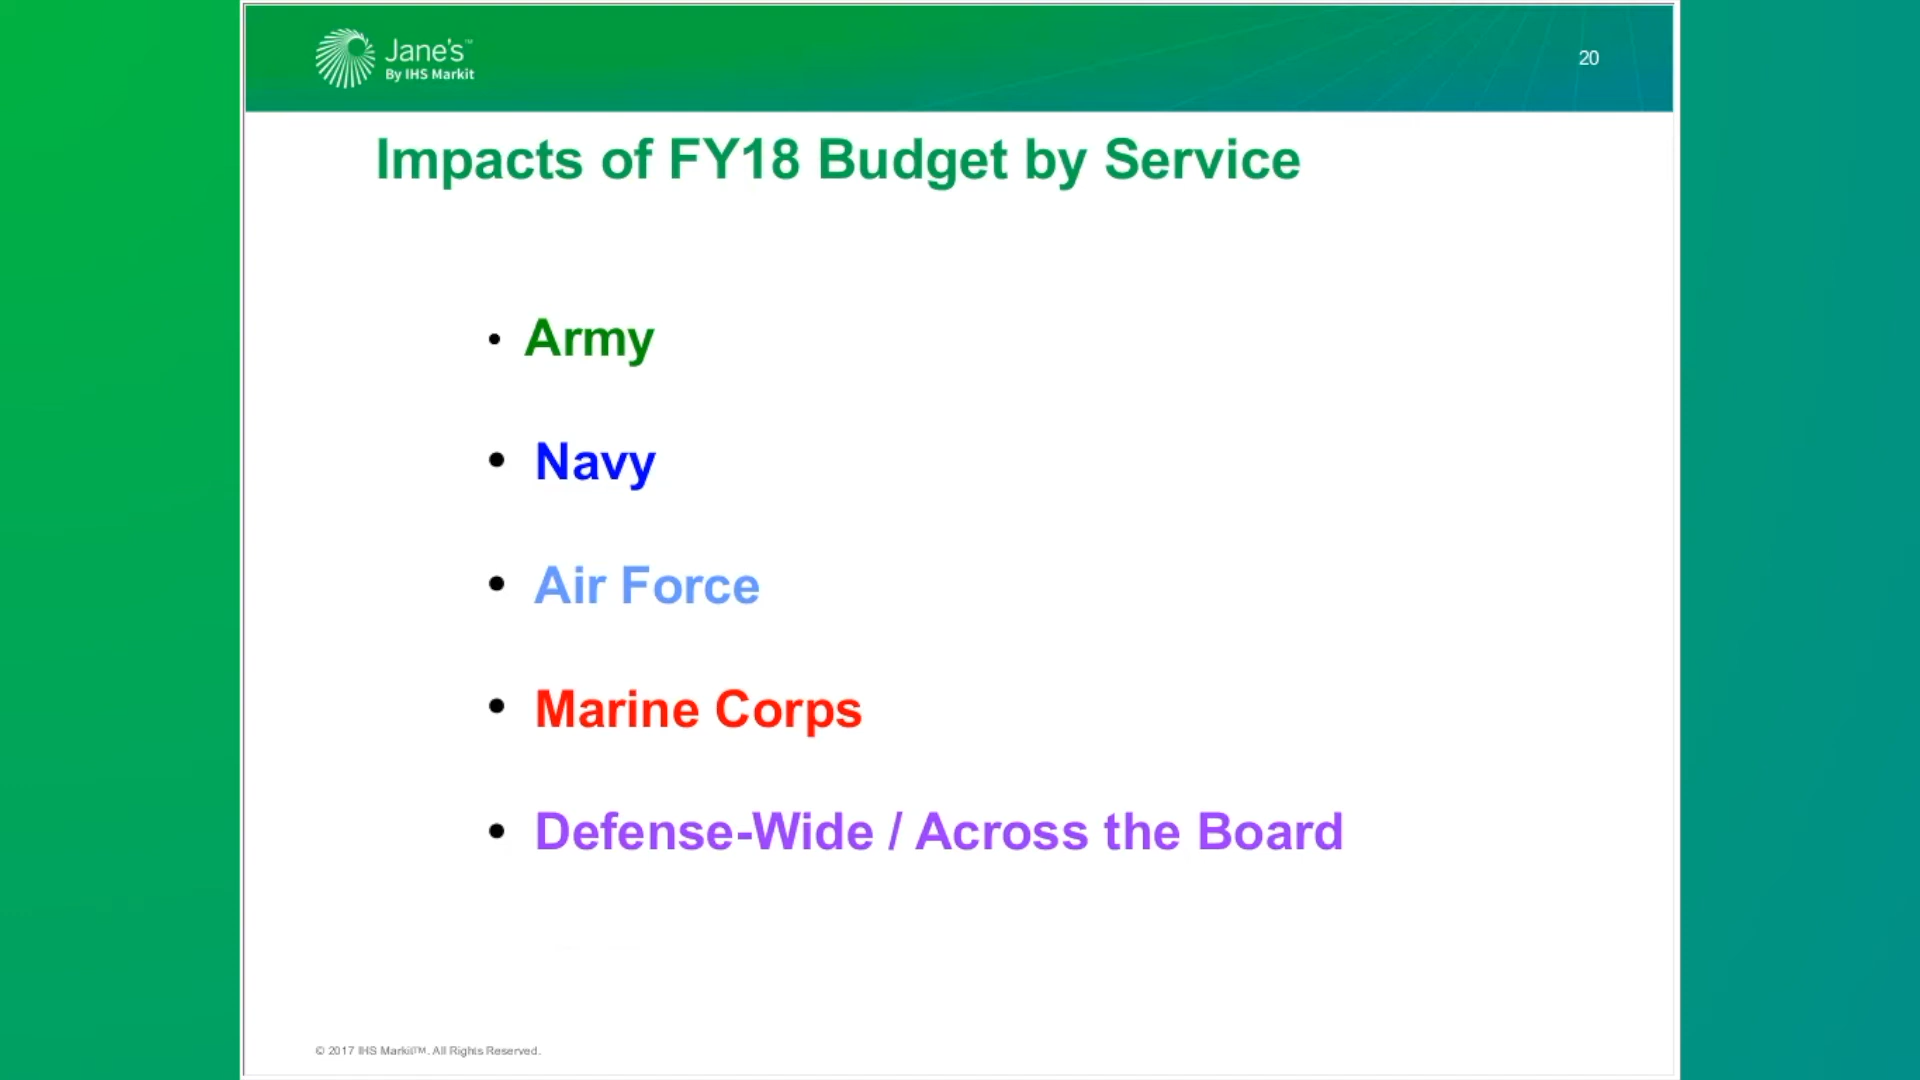 Jane's™
By IHS Markit
20
Impacts of FY18 Budget by Service
• Army
• Navy
• Air Force
• Marine Corps
• Defense-Wide / Across the Board
© 2017 IHS Markit™. All Rights Reserved.